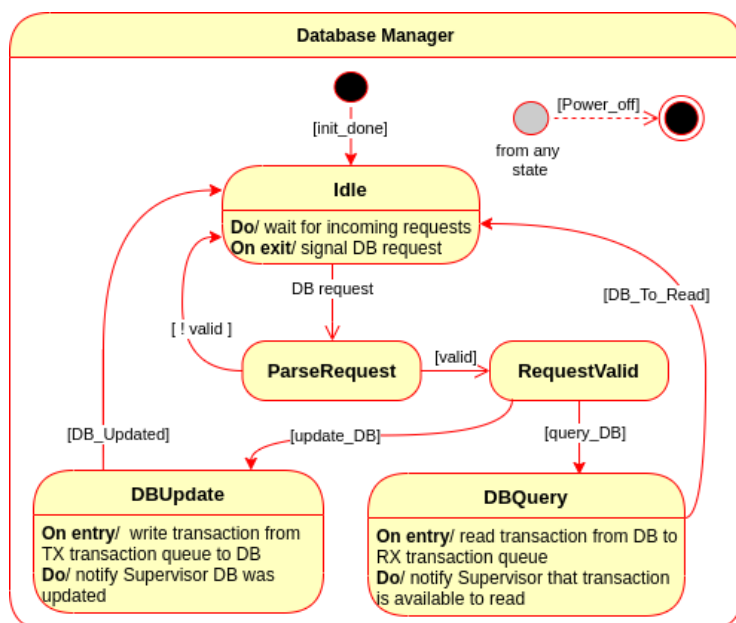 Database Manager
[init_done]
[Power_off]
from any
state
Idle
Do/ wait for incoming requests
On exit/ signal DB request
DB request
[DB_To_Read]
[ ! valid ]
ParseRequest
[valid]
RequestValid
[DB_Updated]
[update_DB]
[query_DB]
DBUpdate
On entry/ write transaction from
TX transaction queue to DB
Do/ notify Supervisor DB was
updated
DBQuery
On entry/ read transaction from DB to
RX transaction queue
Do/ notify Supervisor that transaction
is available to read